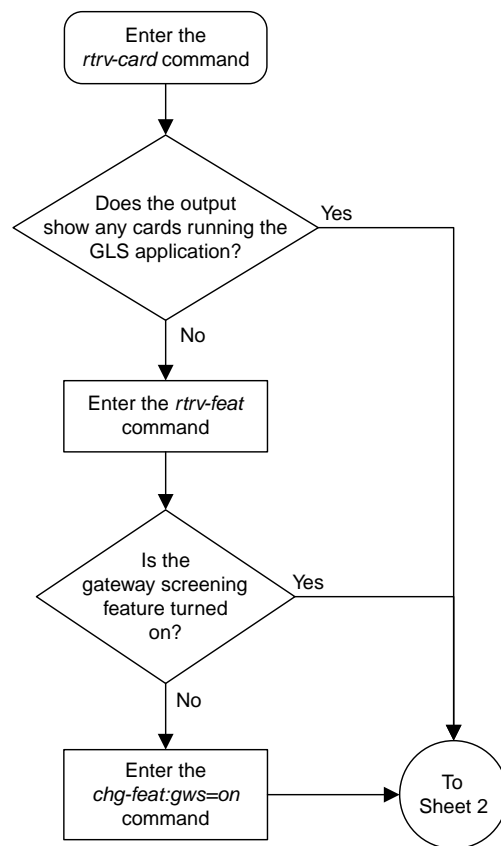 Enter the
rtrv-card command
Does the output
show any cards running the
GLS application?
Yes
No
Enter the rtrv-feat
command
Is the
gateway screening
feature turned
on?
Yes
No
Enter the
chg-feat:gws=on
command
To
Sheet 2